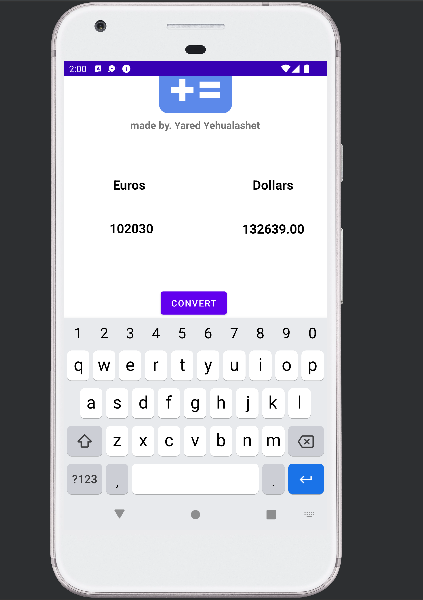 2:00
+=
made by. Yared Yehualashet
Euros Dollars
102030 132639.00
CONVERT
1 2 3 4 5 6 7 8 9 0
q w e r t y u i o p
a s d f g h j k l
z x c v b n m
?123 , .